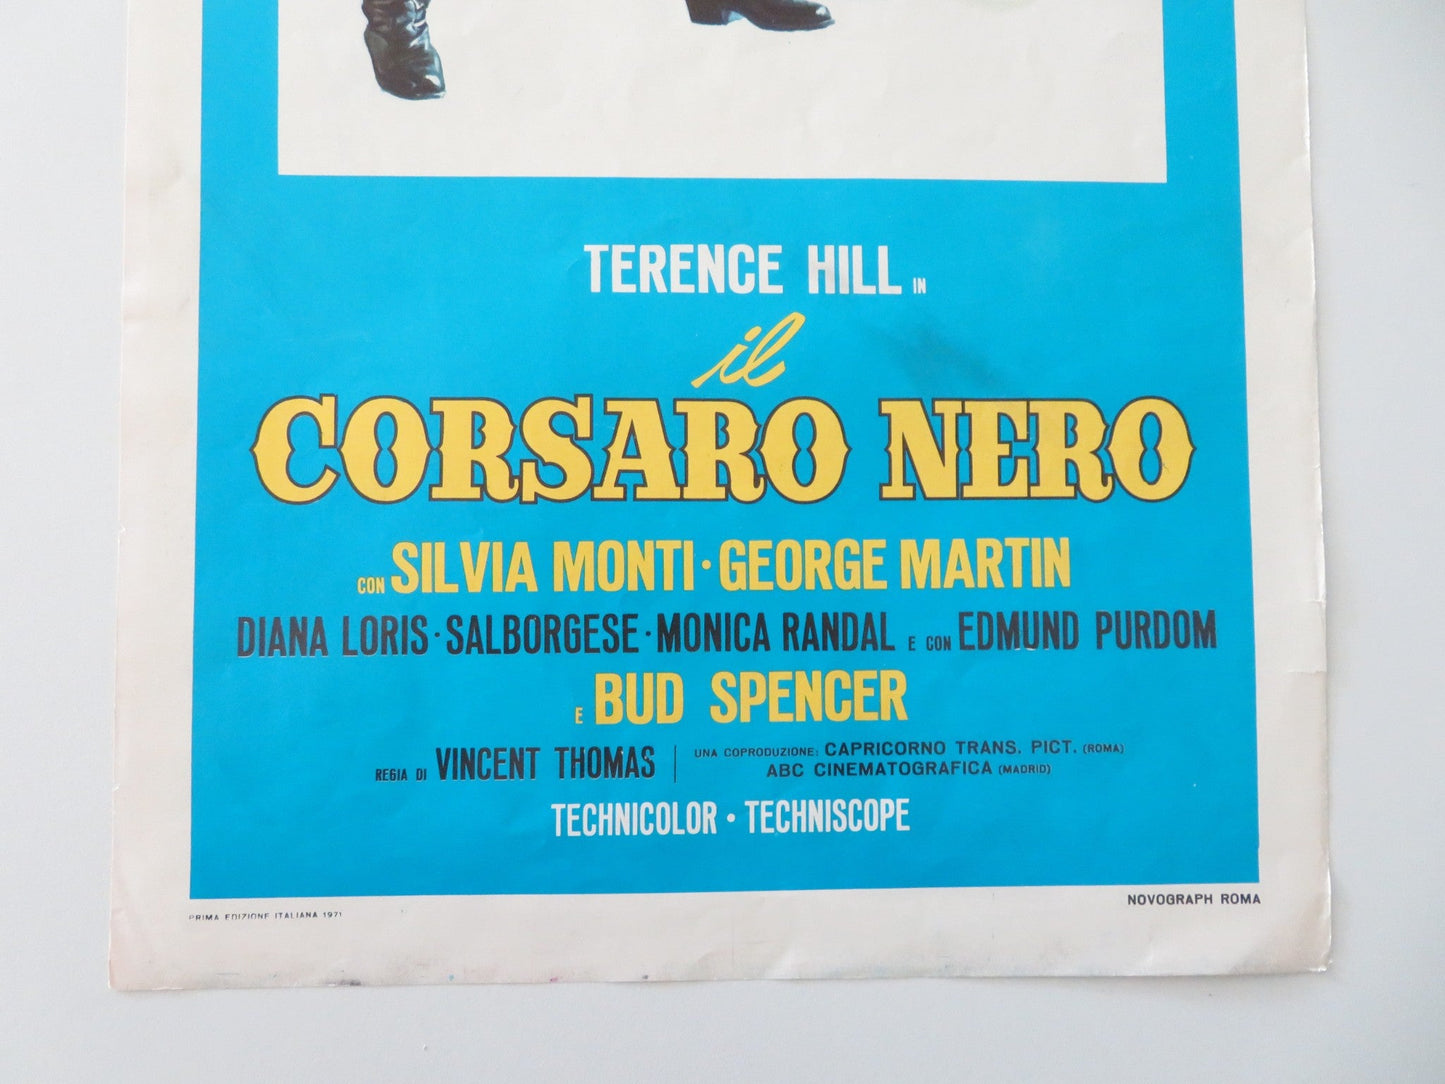 TERENCE HILL IN
il
CORSARO NERO
CON SILVIA MONTI · GEORGE MARTIN
DIANA LORIS · SALBORGESE · MONICA RANDAL E CON EDMUND PURDOM
E BUD SPENCER
REGIA DI VINCENT THOMAS
UNA COPRODUZIONE: CAPRICORNO TRANS. PICT. (ROMA)
ABC CINEMATOGRAFICA (MADRID)
TECHNICOLOR · TECHNISCOPE
NOVOGRAPH ROMA
PRIMA EDIZIONE ITALIANA 1971